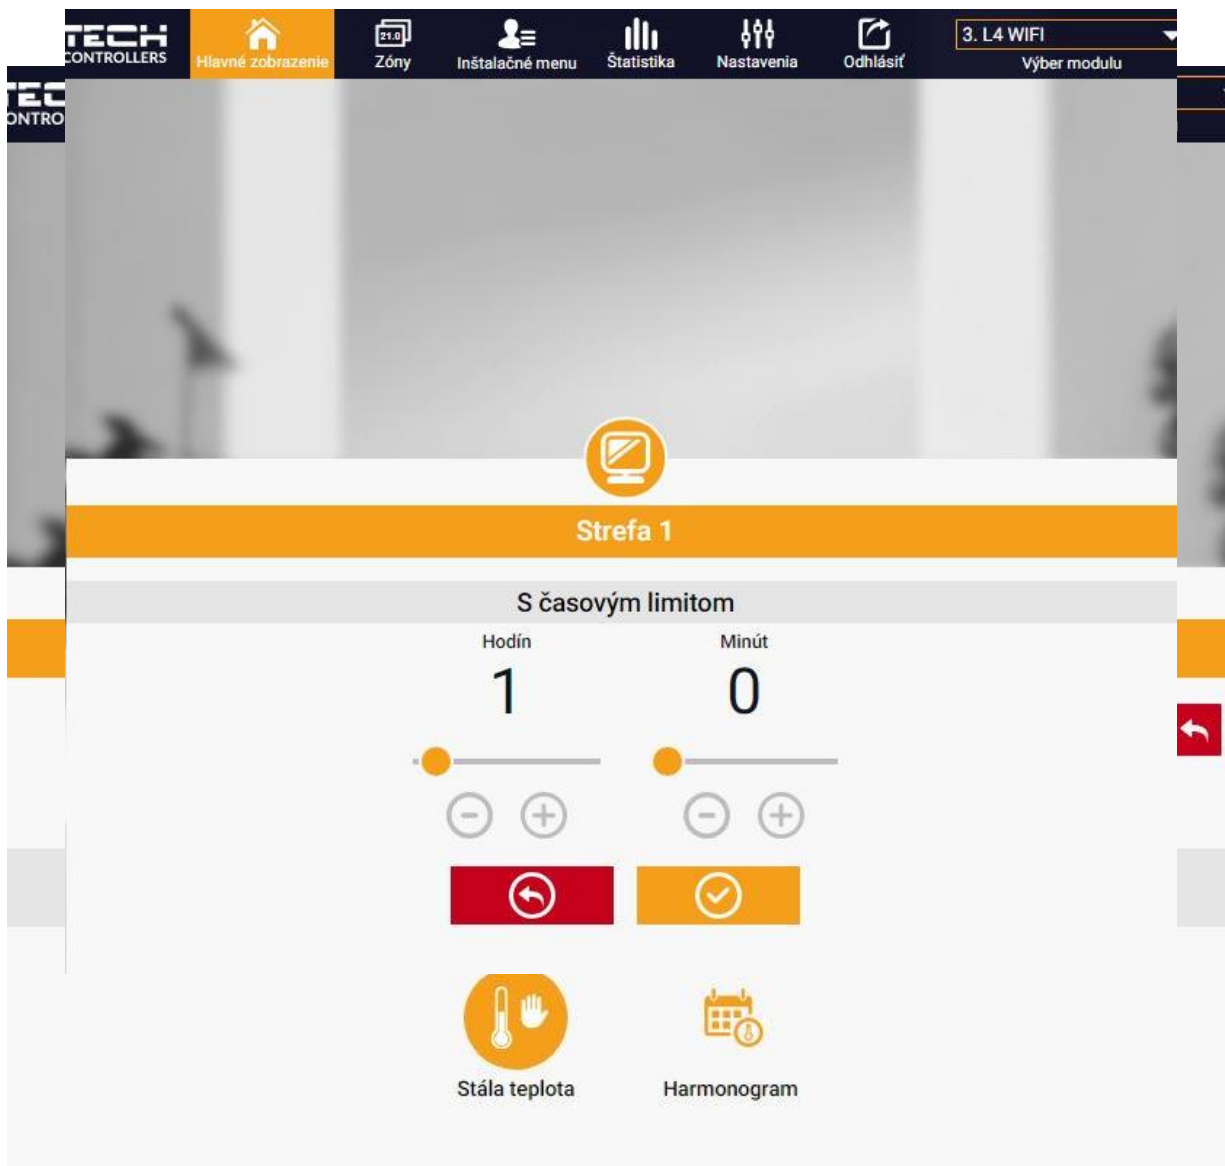 TECH
CONTROLLERS
Hlavné zobrazenie
21.0
Zóny
Inštalačné menu
Štatistika
Nastavenia
Odhlásiť
3. L4 WIFI
Výber modulu
TEC
ONTRO
Strefa 1
S časovým limitom
Hodín
Minút
1
0
Stála teplota
Harmonogram